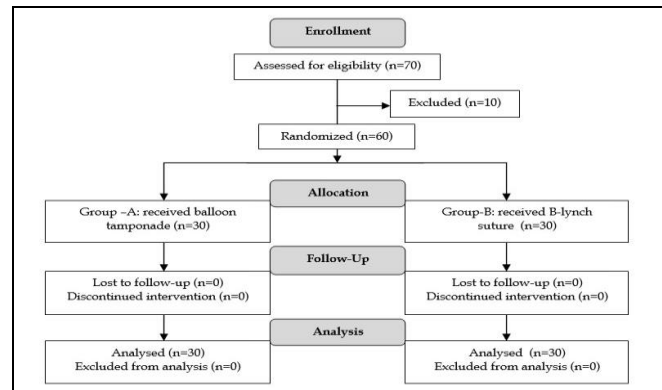 Enrollment
Assessed for eligibility (n=70)
Excluded (n=10)
Randomized (n=60)
Allocation
Group –A: received balloon
tamponade (n=30)
Group-B: received B-lynch
suture (n=30)
Follow-Up
Lost to follow-up (n=0)
Discontinued intervention (n=0)
Lost to follow-up (n=0)
Discontinued intervention (n=0)
Analysis
Analysed (n=30)
Excluded from analysis (n=0)
Analysed (n=30)
Excluded from analysis (n=0)